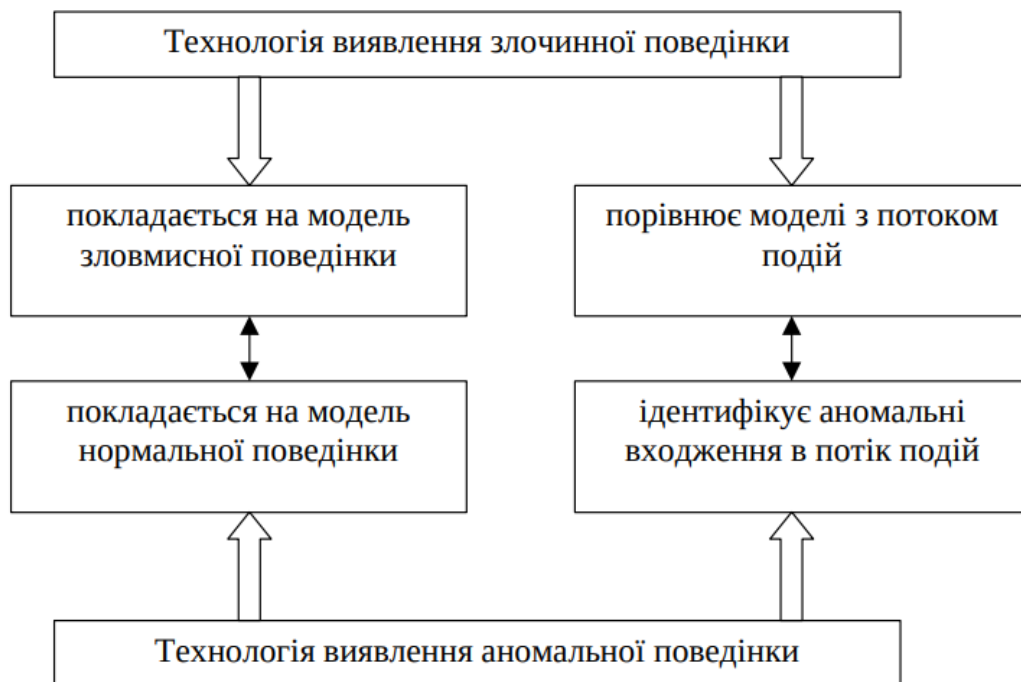 Технологія виявлення злочинної поведінки
покладається на модель
зловмисної поведінки
порівнює моделі з потоком
подій
покладається на модель
нормальної поведінки
ідентифікує аномальні
входження в потік подій
Технологія виявлення аномальної поведінки